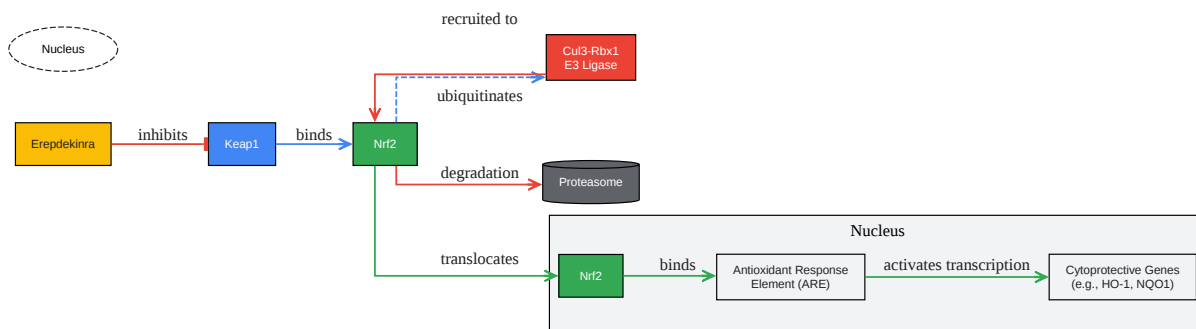 recruited to
Nucleus
Cul3-Rbx1
E3 Ligase
ubiquitinates
Erepdekinra
inhibits
Keap1
binds
Nrf2
degradation
Proteasome
Nucleus
translocates
Nrf2
binds
Antioxidant Response
Element (ARE)
activates transcription
Cytoprotective Genes
(e.g., HO-1, NQO1)